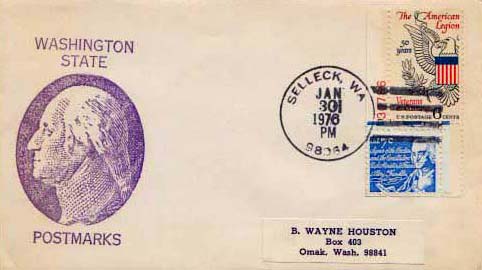 WASHINGTON
STATE
POSTMARKS
SELLECK, WA
JAN
30
1976
PM
The American
Legion
50
years
Veterans
U.S. POSTAGE 6 CENTS
B. WAYNE HOUSTON
Box 403
Omak, Wash. 98841